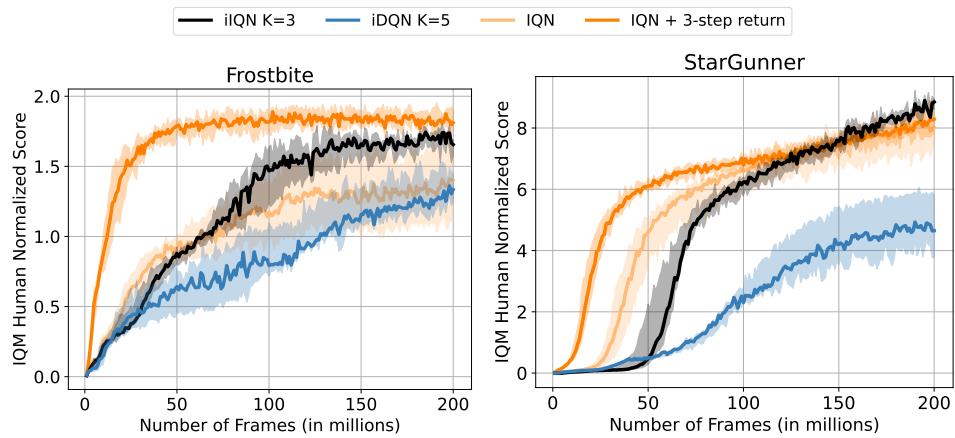 iIQN K=3 iDQN K=5 IQN IQN + 3-step return
Frostbite
IQM Human Normalized Score
2.0
1.5
1.0
0.5
0.0
0 50 100 150 200
Number of Frames (in millions)
StarGunner
IQM Human Normalized Score
8
6
4
2
0
0 50 100 150 200
Number of Frames (in millions)